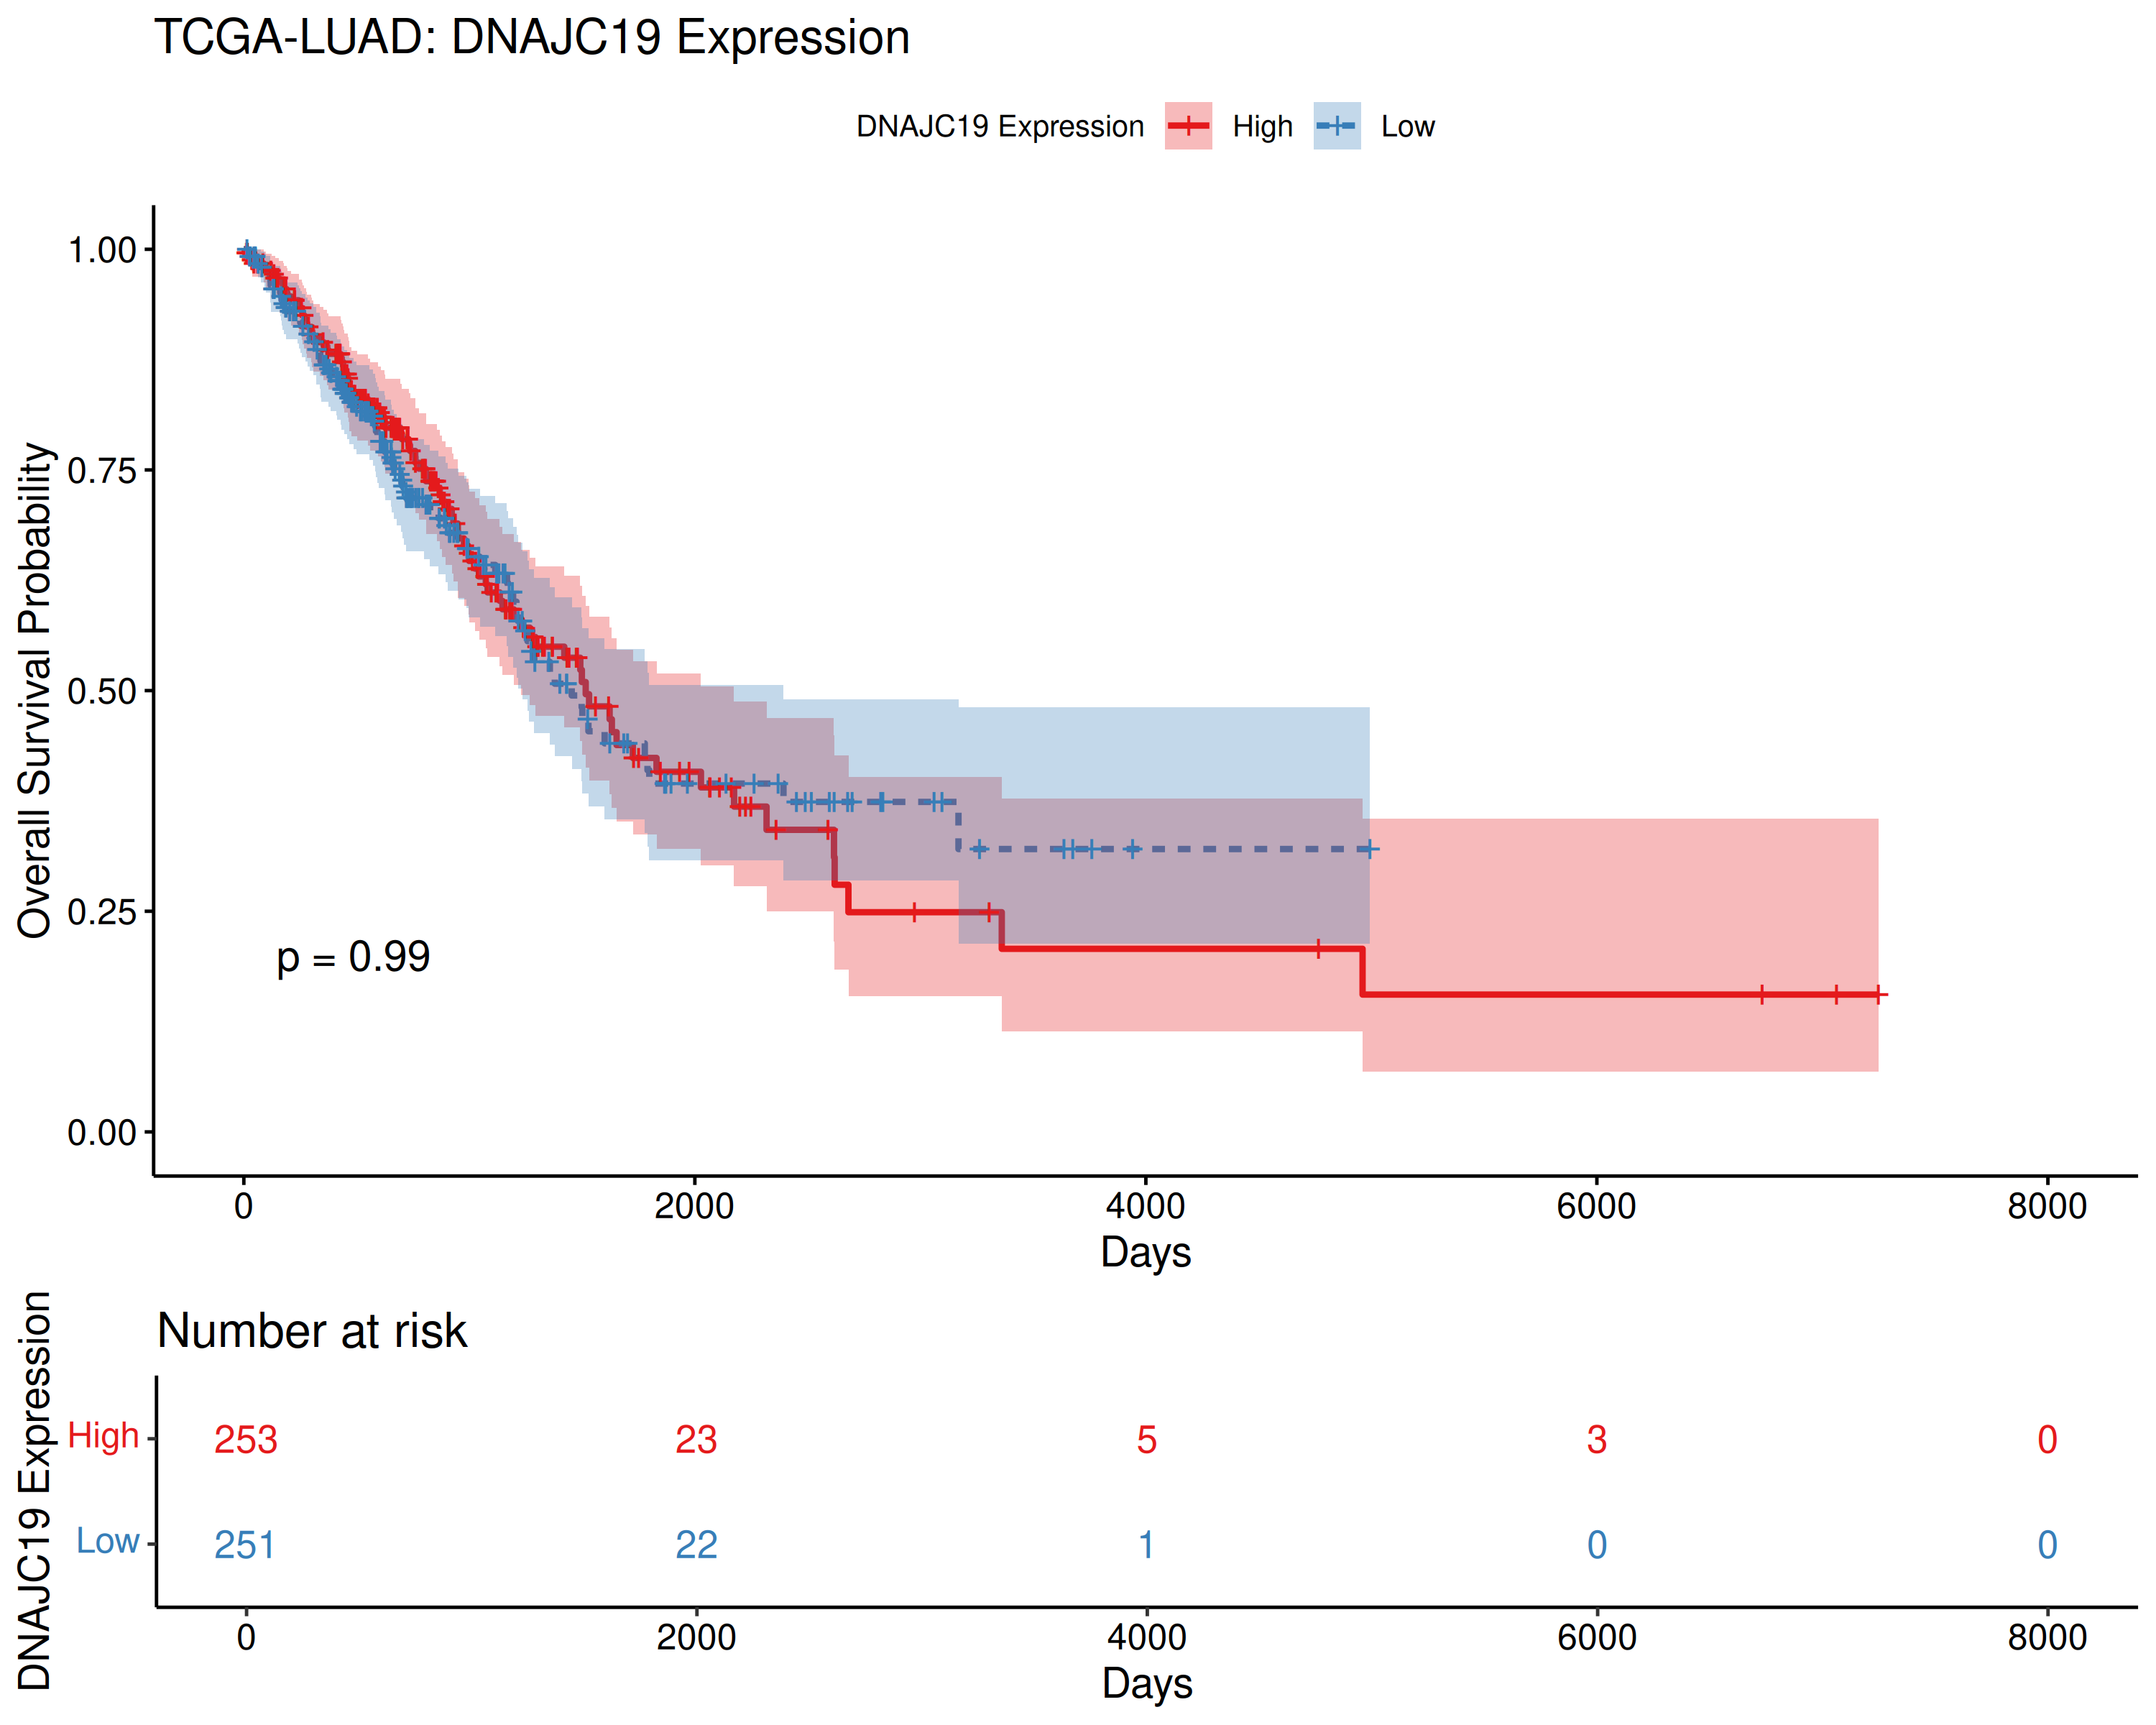 TCGA-LUAD: DNAJC19 Expression
DNAJC19 Expression High Low
Overall Survival Probability
1.00
0.75
0.50
0.25
0.00
p = 0.99
0 2000 4000 6000 8000
Days
Number at risk
DNAJC19 Expression
High 253 23 5 3 0
Low 251 22 1 0 0
0 2000 4000 6000 8000
Days